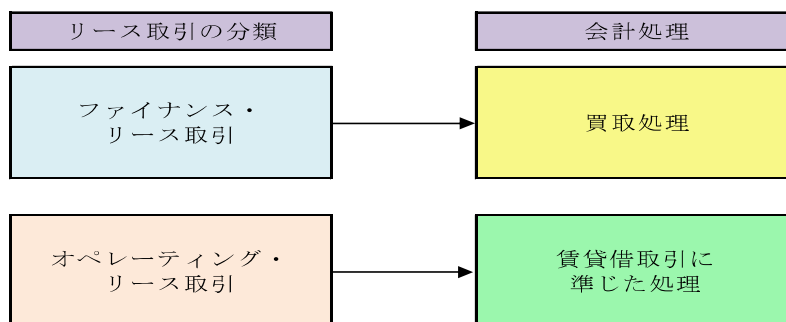 リース取引の分類
会計処理
ファイナンス・
リース取引
買取処理
オペレーティング・
リース取引
賃貸借取引に
準じた処理